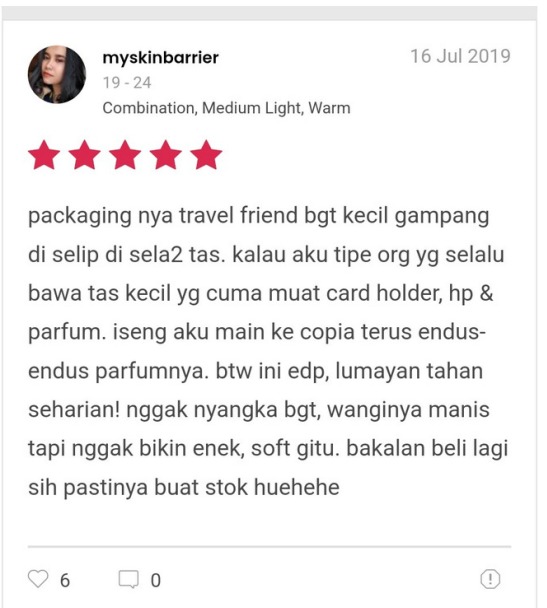 myskinbarrier
16 Jul 2019
19 - 24
Combination, Medium Light, Warm
packaging nya travel friend bgt kecil gampang
di selip di sela2 tas. kalau aku tipe org yg selalu
bawa tas kecil yg cuma muat card holder, hp &
parfum. iseng aku main ke copia terus endus-
endus parfumnya. btw ini edp, lumayan tahan
seharian! nggak nyangka bgt, wanginya manis
tapi nggak bikin enek, soft gitu. bakalan beli lagi
sih pastinya buat stok huehehe
6
0